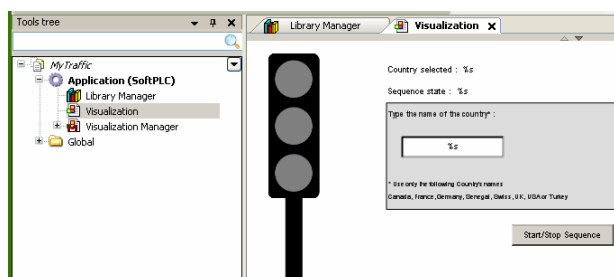 Tools tree
MyTraffic
Application (SoftPLC)
Library Manager
Visualization
Visualization Manager
Global
Library Manager
Visualization
Country selected : %s
Sequence state : %s
Type the name of the country* :
%s
* Use only the following Country's names
Canada, France, Germany, Senegal, Swiss, UK, USA or Turkey
Start/Stop Sequence